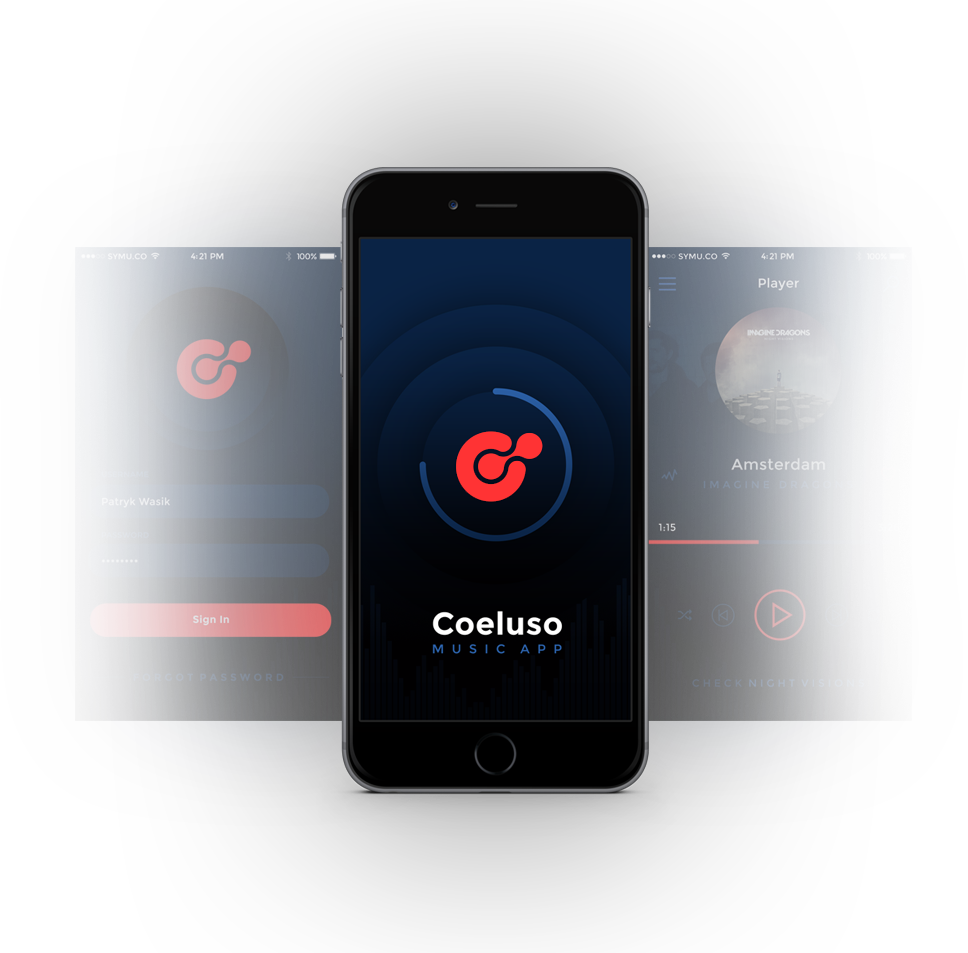 SYMU.CO 4:21 PM 100%
Patryk Wasik
Sign In
FORGOT PASSWORD
Coeluso
MUSIC APP
SYMU.CO 4:21 PM 100%
Player
IMAGINE DRAGONS
Amsterdam
IMAGINE DRAGONS
1:15
CHECK NIGHT VISION